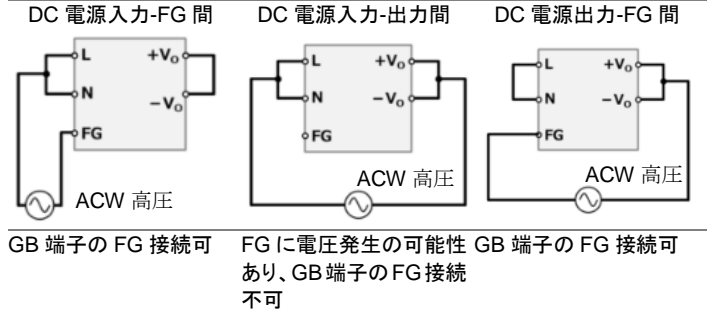 DC 電源入力-FG 間
DC 電源入力-出力間
DC 電源出力-FG 間
L
+Vo
N
−Vo
FG
ACW 高圧
L
+Vo
N
−Vo
FG
ACW 高圧
L
+Vo
N
−Vo
FG
ACW 高圧
GB 端子の FG 接続可
FG に電圧発生の可能性
あり、GB 端子の FG 接続
不可
GB 端子の FG 接続可